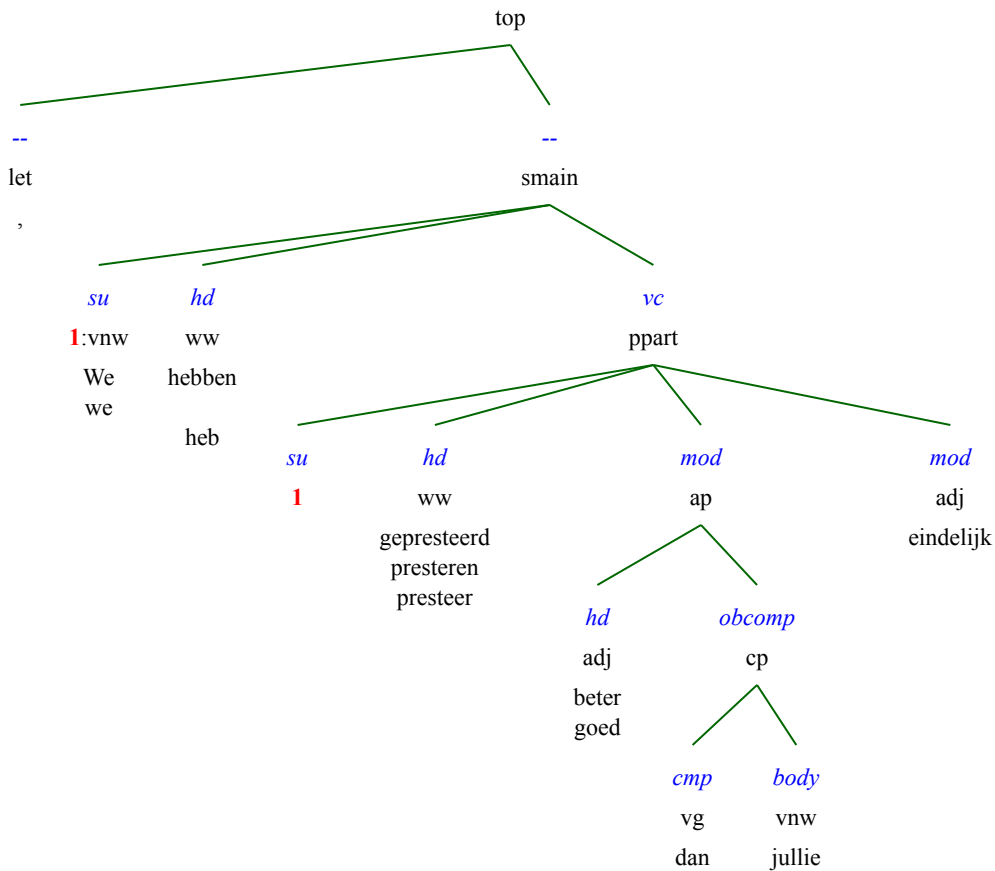 top
-- --
let smain
,
su hd vc
1:vnw ww ppart
We hebben
we
heb
su hd mod mod
1 ww ap adj
gepresteerd eindelijk
presteren
presteer
hd obcomp
adj cp
beter
goed
cmp body
vg vnw
dan jullie